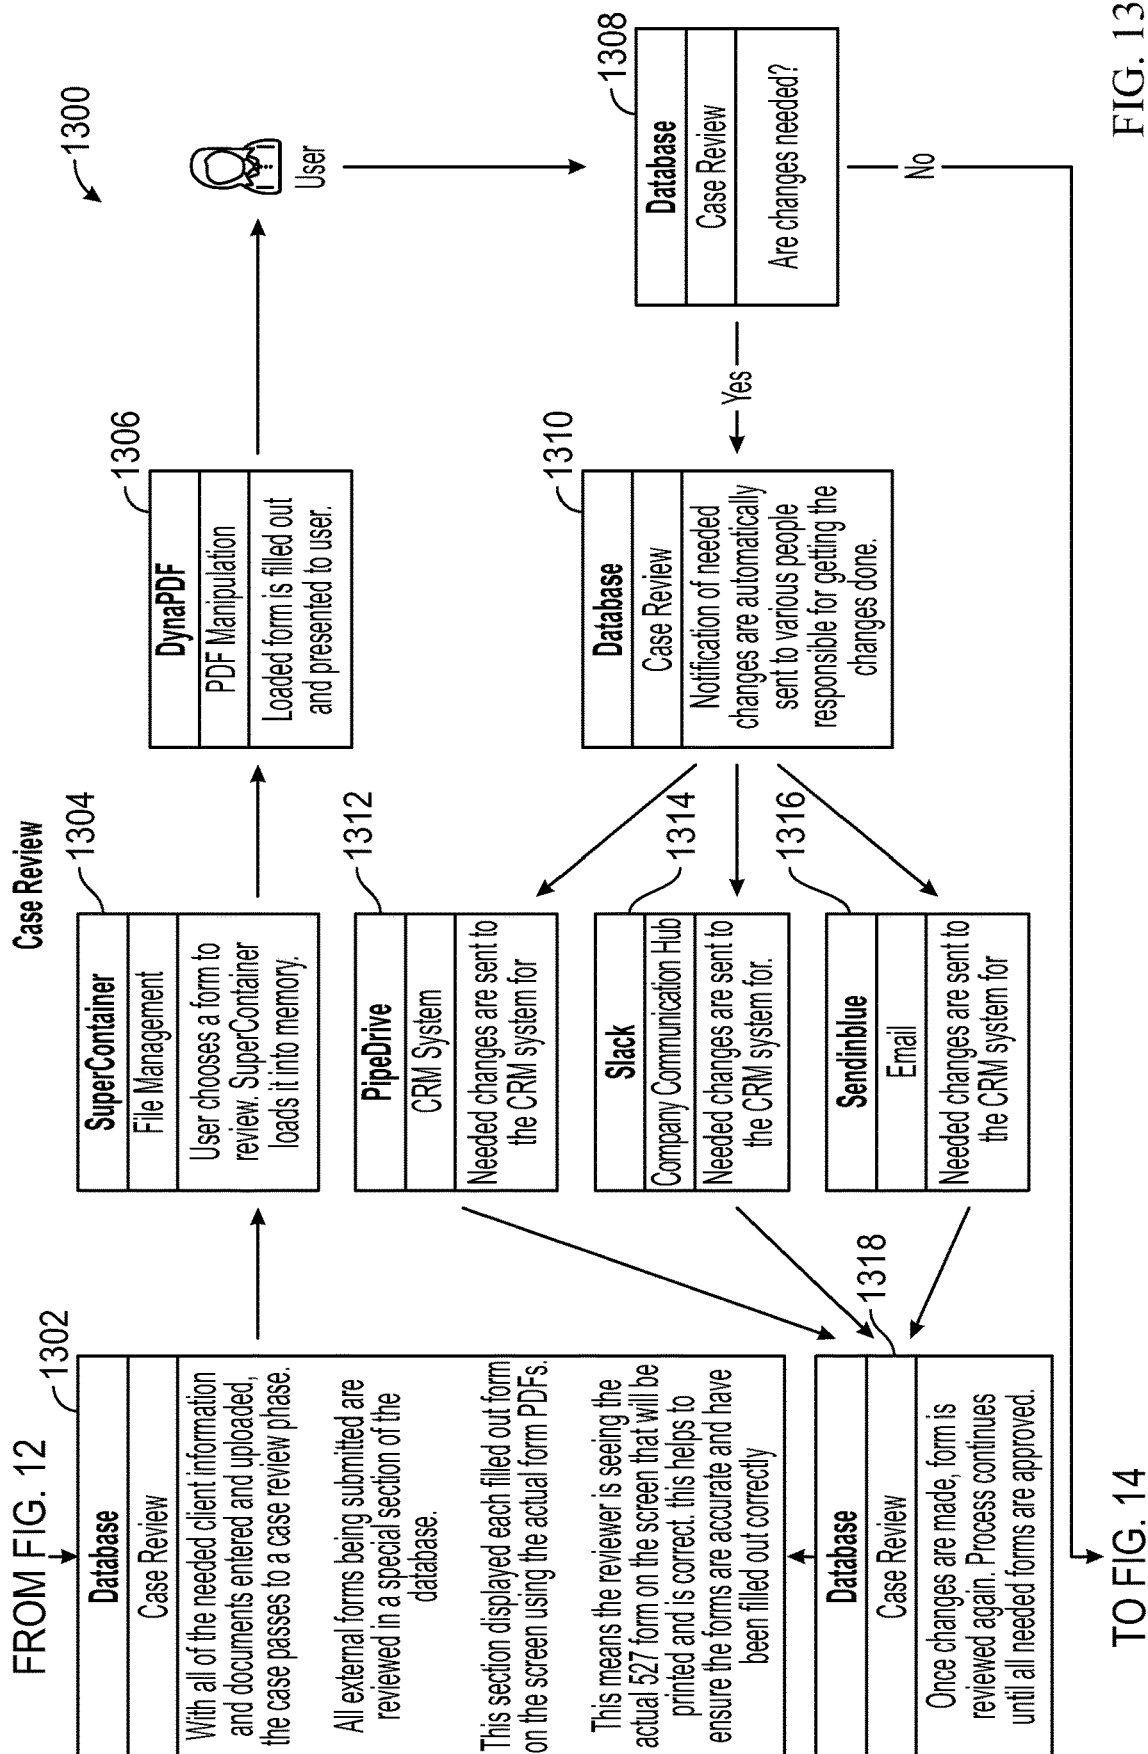 Case Review
1300
FROM FIG. 12
1302
Database
Case Review
With all of the needed client information
and documents entered and uploaded,
the case passes to a case review phase.
All external forms being submitted are
reviewed in a special section of the
database.
This section displayed each filled out form
on the screen using the actual form PDFs.
This means the reviewer is seeing the
actual 527 form on the screen that will be
printed and is correct. this helps to
ensure the forms are accurate and have
been filled out correctly
1304
SuperContainer
File Management
User chooses a form to
review. SuperContainer
loads it into memory.
1306
DynaPDF
PDF Manipulation
Loaded form is filled out
and presented to user.
User
1308
Database
Case Review
Are changes needed?
Yes
No
1310
Database
Case Review
Notification of needed
changes are automatically
sent to various people
responsible for getting the
changes done.
1312
PipeDrive
CRM System
Needed changes are sent to
the CRM system for
1314
Slack
Company Communication Hub
Needed changes are sent to
the CRM system for.
1316
Sendinblue
Email
Needed changes are sent to
the CRM system for
1318
Database
Case Review
Once changes are made, form is
reviewed again. Process continues
until all needed forms are approved.
TO FIG. 14
FIG. 13